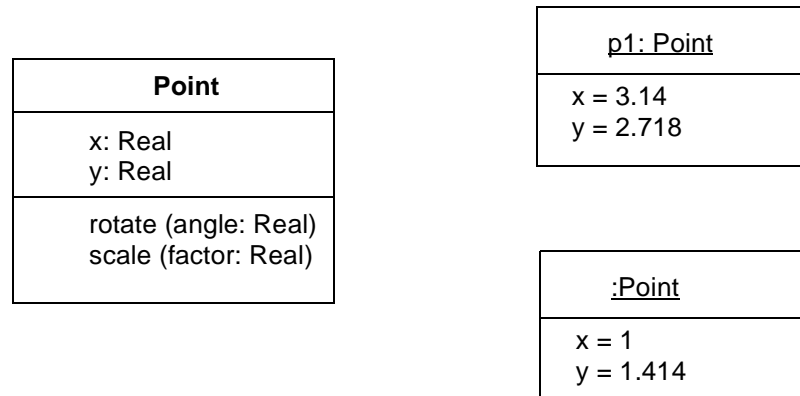 Point
x: Real
y: Real
rotate (angle: Real)
scale (factor: Real)
p1: Point
x = 3.14
y = 2.718
:Point
x = 1
y = 1.414